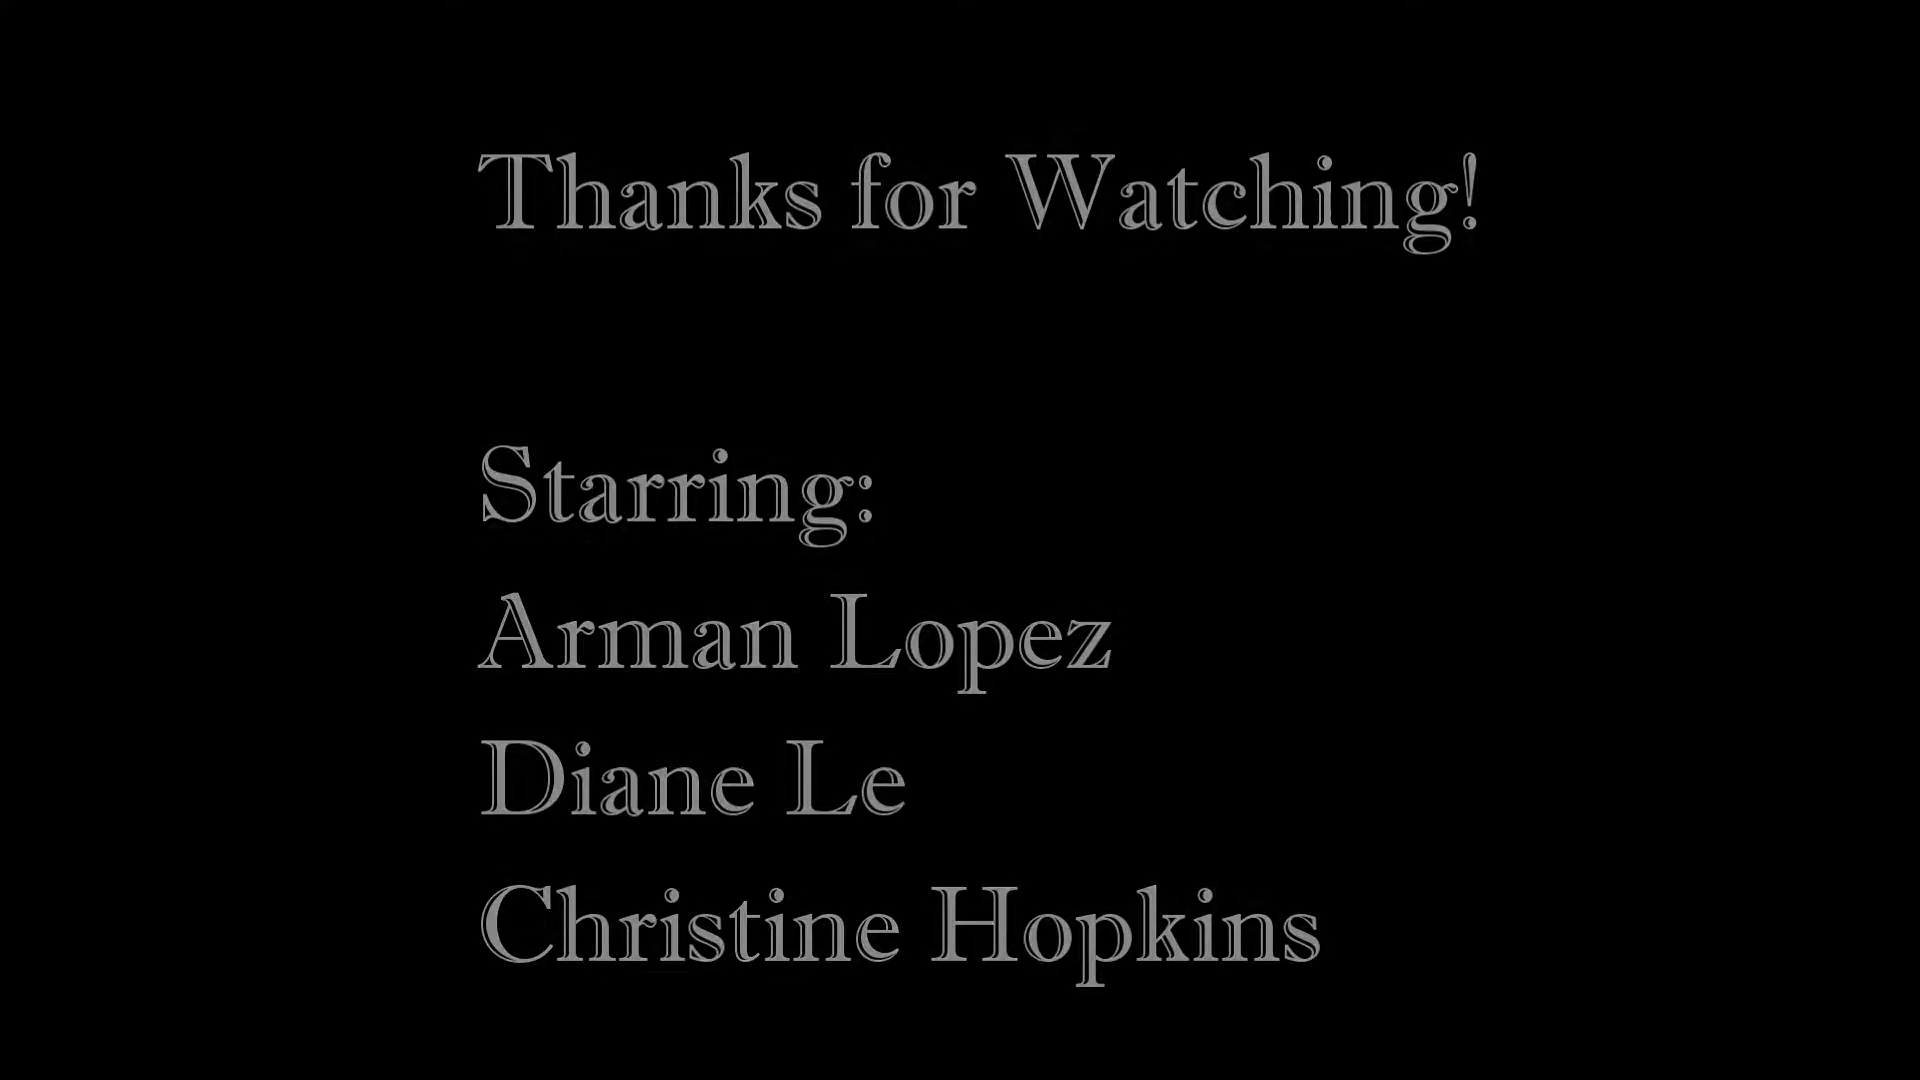 Thanks for Watching!
Starring:
Arman Lopez
Diane Le
Christine Hopkins